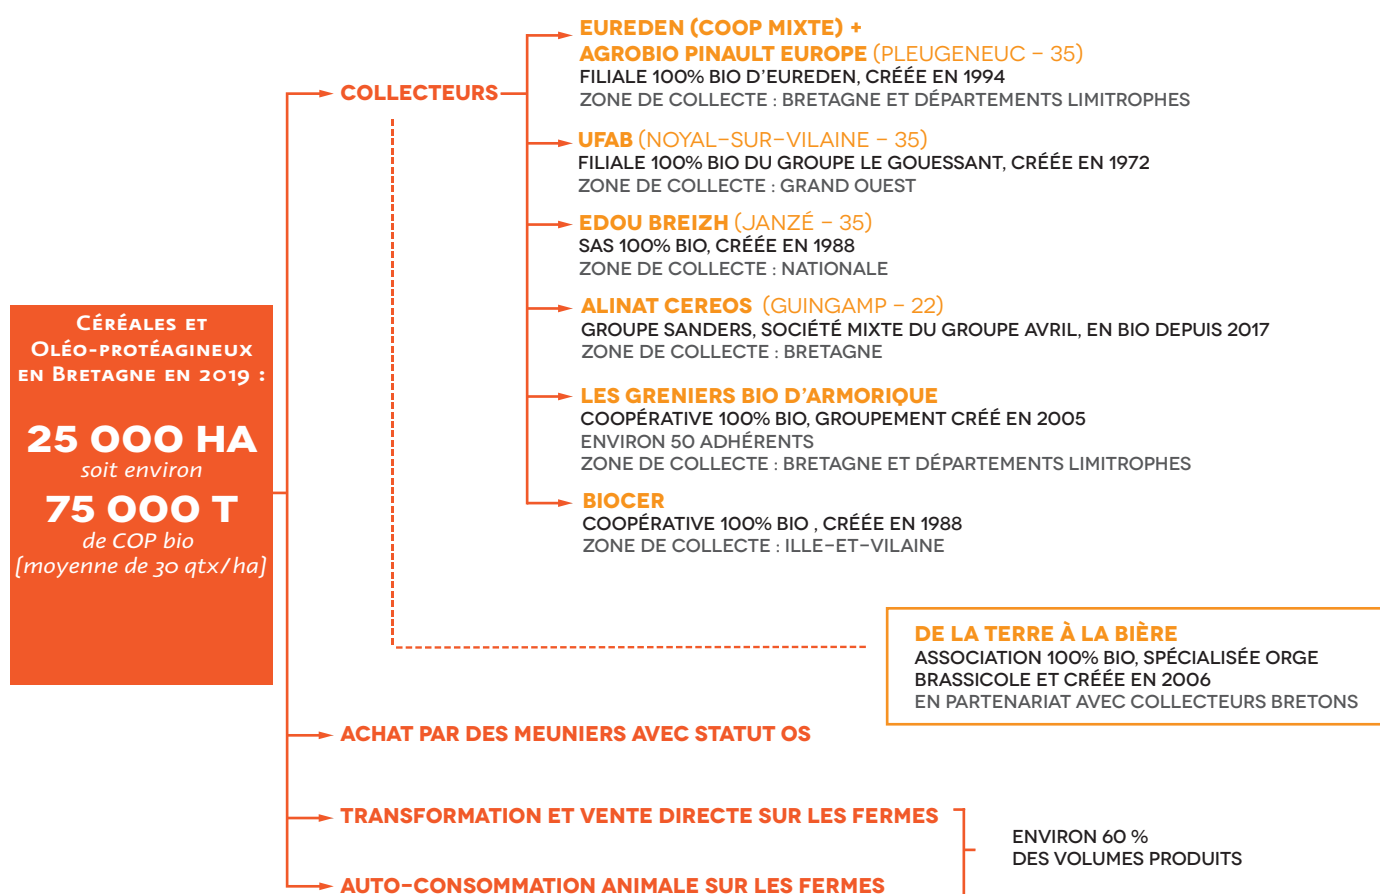 Céréales et
Oléo-protéagineux
en Bretagne en 2019 :
25 000 HA
soit environ
75 000 T
de COP bio
[moyenne de 30 qtx/ha]
COLLECTEURS
EUREDEN (COOP MIXTE) +
AGROBIO PINAULT EUROPE (PLEUGENEUC – 35)
FILIALE 100% BIO D'EUREDEN, CRÉÉE EN 1994
ZONE DE COLLECTE : BRETAGNE ET DÉPARTEMENTS LIMITROPHES
UFAB (NOYAL-SUR-VILAINE – 35)
FILIALE 100% BIO DU GROUPE LE GOUESSANT, CRÉÉE EN 1972
ZONE DE COLLECTE : GRAND OUEST
EDOU BREIZH (JANZÉ – 35)
SAS 100% BIO, CRÉÉE EN 1988
ZONE DE COLLECTE : NATIONALE
ALINAT CEREOS (GUINGAMP – 22)
GROUPE SANDERS, SOCIÉTÉ MIXTE DU GROUPE AVRIL, EN BIO DEPUIS 2017
ZONE DE COLLECTE : BRETAGNE
LES GRENIERS BIO D'ARMORIQUE
COOPÉRATIVE 100% BIO, GROUPEMENT CRÉÉ EN 2005
ENVIRON 50 ADHÉRENTS
ZONE DE COLLECTE : BRETAGNE ET DÉPARTEMENTS LIMITROPHES
BIOCER
COOPÉRATIVE 100% BIO , CRÉÉE EN 1988
ZONE DE COLLECTE : ILLE-ET-VILAINE
DE LA TERRE À LA BIÈRE
ASSOCIATION 100% BIO, SPÉCIALISÉE ORGE
BRASSICOLE ET CRÉÉE EN 2006
EN PARTENARIAT AVEC COLLECTEURS BRETONS
ACHAT PAR DES MEUNIERS AVEC STATUT OS
TRANSFORMATION ET VENTE DIRECTE SUR LES FERMES
AUTO-CONSOMMATION ANIMALE SUR LES FERMES
ENVIRON 60 %
DES VOLUMES PRODUITS